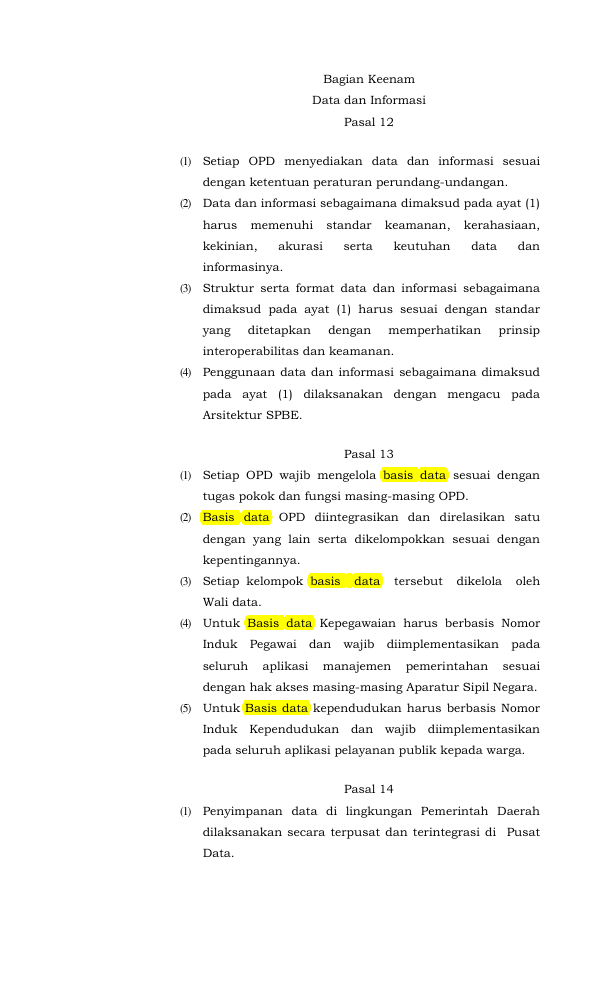 Bagian Keenam
Data dan Informasi
Pasal 12
(1) Setiap OPD menyediakan data dan informasi sesuai
dengan ketentuan peraturan perundang-undangan.
(2) Data dan informasi sebagaimana dimaksud pada ayat (1)
harus memenuhi standar keamanan, kerahasiaan,
kekinian, akurasi serta keutuhan data dan
informasinya.
(3) Struktur serta format data dan informasi sebagaimana
dimaksud pada ayat (1) harus sesuai dengan standar
yang ditetapkan dengan memperhatikan prinsip
interoperabilitas dan keamanan.
(4) Penggunaan data dan informasi sebagaimana dimaksud
pada ayat (1) dilaksanakan dengan mengacu pada
Arsitektur SPBE.
Pasal 13
(1) Setiap OPD wajib mengelola basis data sesuai dengan
tugas pokok dan fungsi masing-masing OPD.
(2) Basis data OPD diintegrasikan dan direlasikan satu
dengan yang lain serta dikelompokkan sesuai dengan
kepentingannya.
(3) Setiap kelompok basis data tersebut dikelola oleh
Wali data.
(4) Untuk Basis data Kepegawaian harus berbasis Nomor
Induk Pegawai dan wajib diimplementasikan pada
seluruh aplikasi manajemen pemerintahan sesuai
dengan hak akses masing-masing Aparatur Sipil Negara.
(5) Untuk Basis data kependudukan harus berbasis Nomor
Induk Kependudukan dan wajib diimplementasikan
pada seluruh aplikasi pelayanan publik kepada warga.
Pasal 14
(1) Penyimpanan data di lingkungan Pemerintah Daerah
dilaksanakan secara terpusat dan terintegrasi di Pusat
Data.